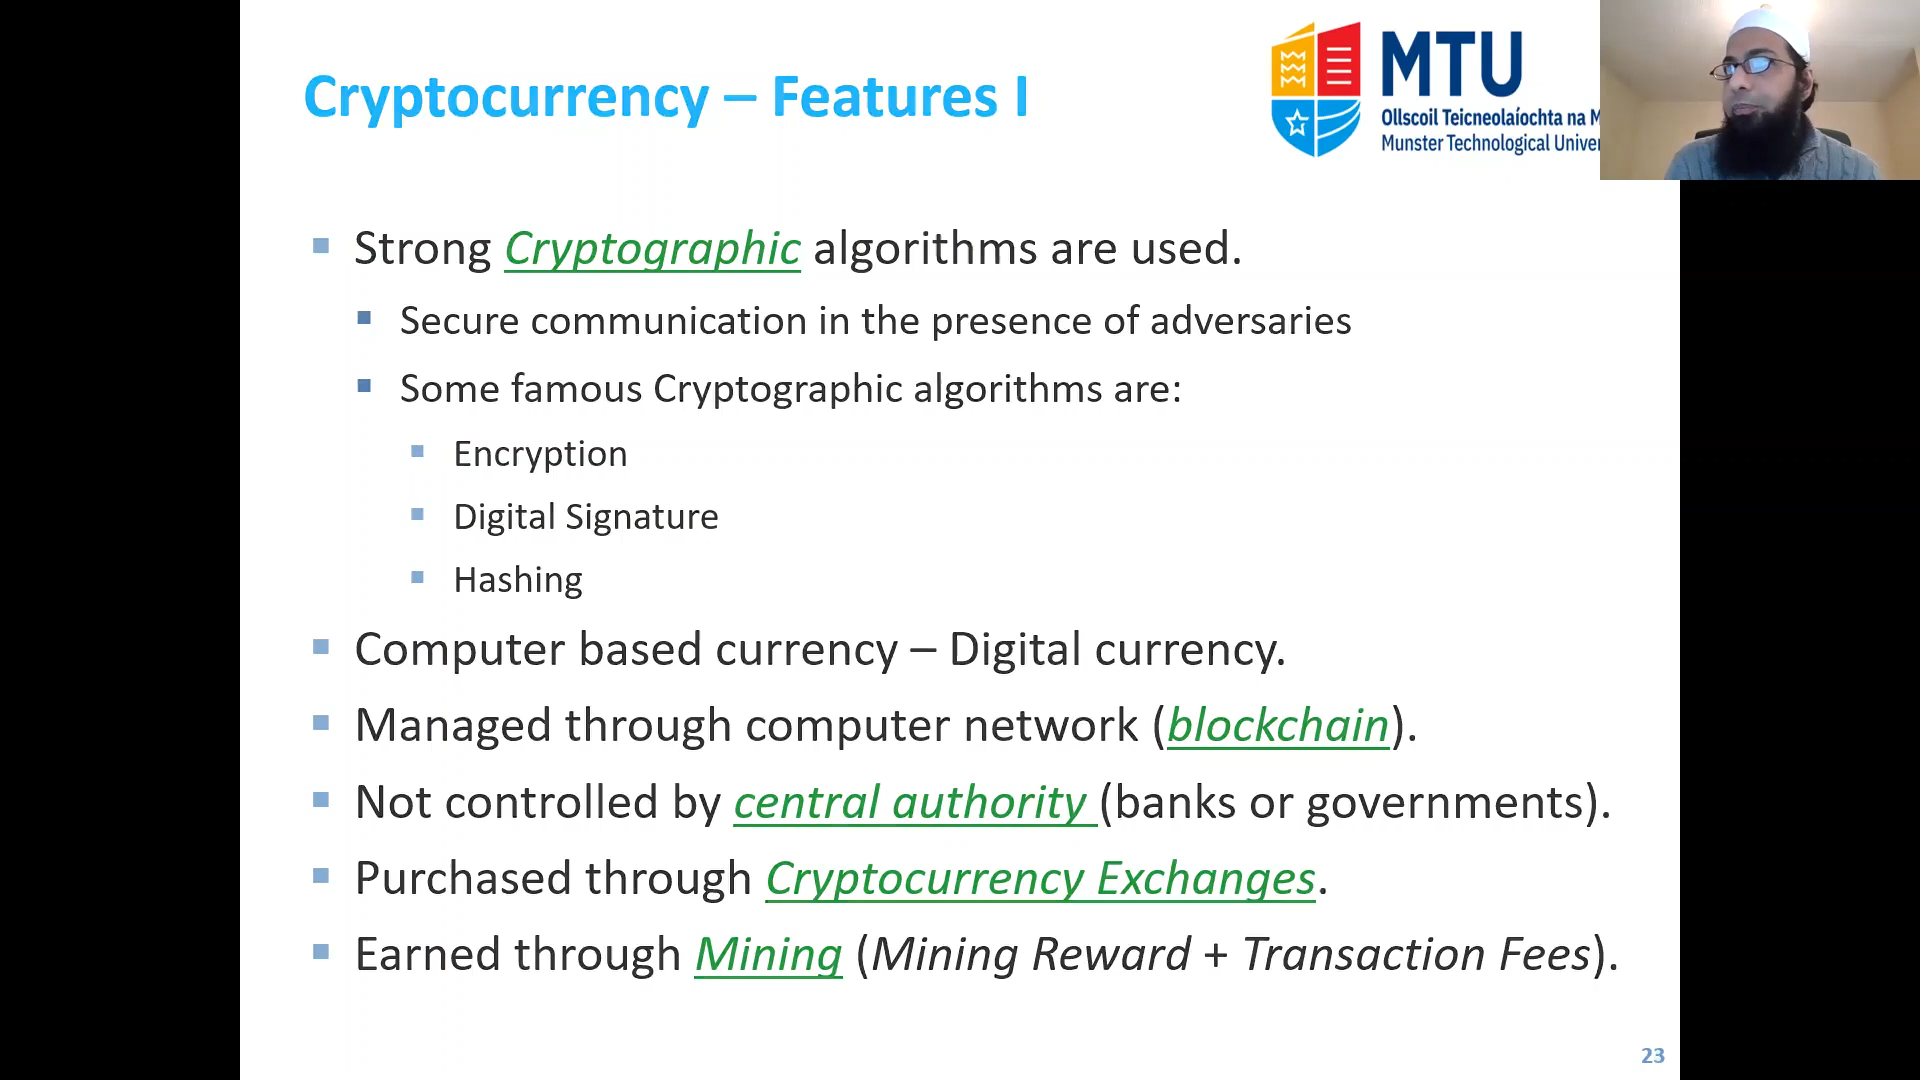 Cryptocurrency – Features I
MTU
Ollscoil Teicneolaíochta na
Munster Technological
Strong Cryptographic algorithms are used.
Secure communication in the presence of adversaries
Some famous Cryptographic algorithms are:
Encryption
Digital Signature
Hashing
Computer based currency – Digital currency.
Managed through computer network (blockchain).
Not controlled by central authority (banks or governments).
Purchased through Cryptocurrency Exchanges.
Earned through Mining (Mining Reward + Transaction Fees).
23